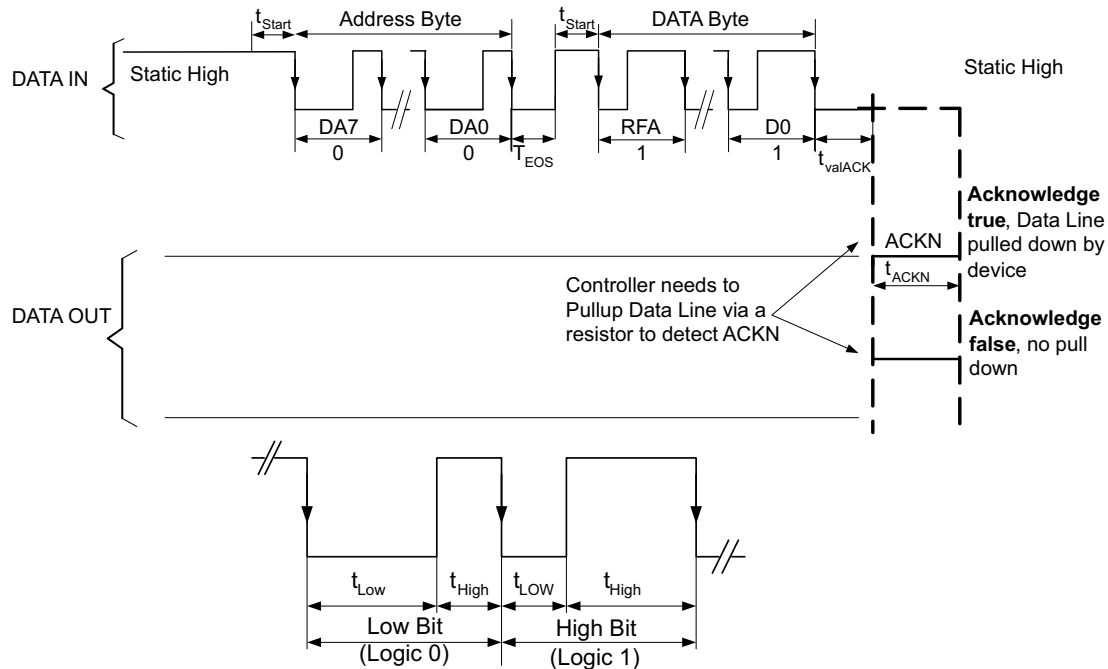 tStart Address Byte tStart DATA Byte
DATA IN
Static High
Static High
DA7
0
DA0
0
TEOS
RFA
1
D0
1
tvalACK
Acknowledge
true, Data Line
pulled down by
device
ACKN
tACKN
Controller needs to
Pullup Data Line via a
resistor to detect ACKN
DATA OUT
Acknowledge
false, no pull
down
tLow tHigh tLOW tHigh
Low Bit
(Logic 0)
High Bit
(Logic 1)